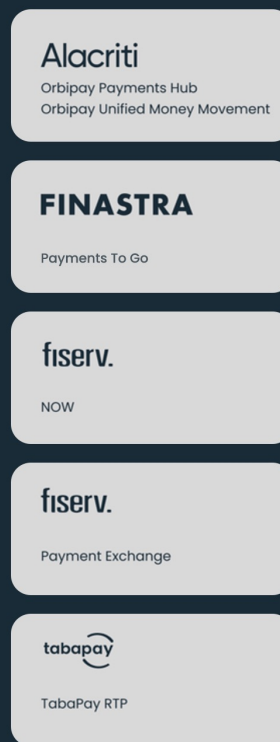 Alacriti
Orbipay Payments Hub
Orbipay Unified Money Movement
FINASTRA
Payments To Go
fiserv.
NOW
fiserv.
Payment Exchange
tabapay
TabaPay RTP